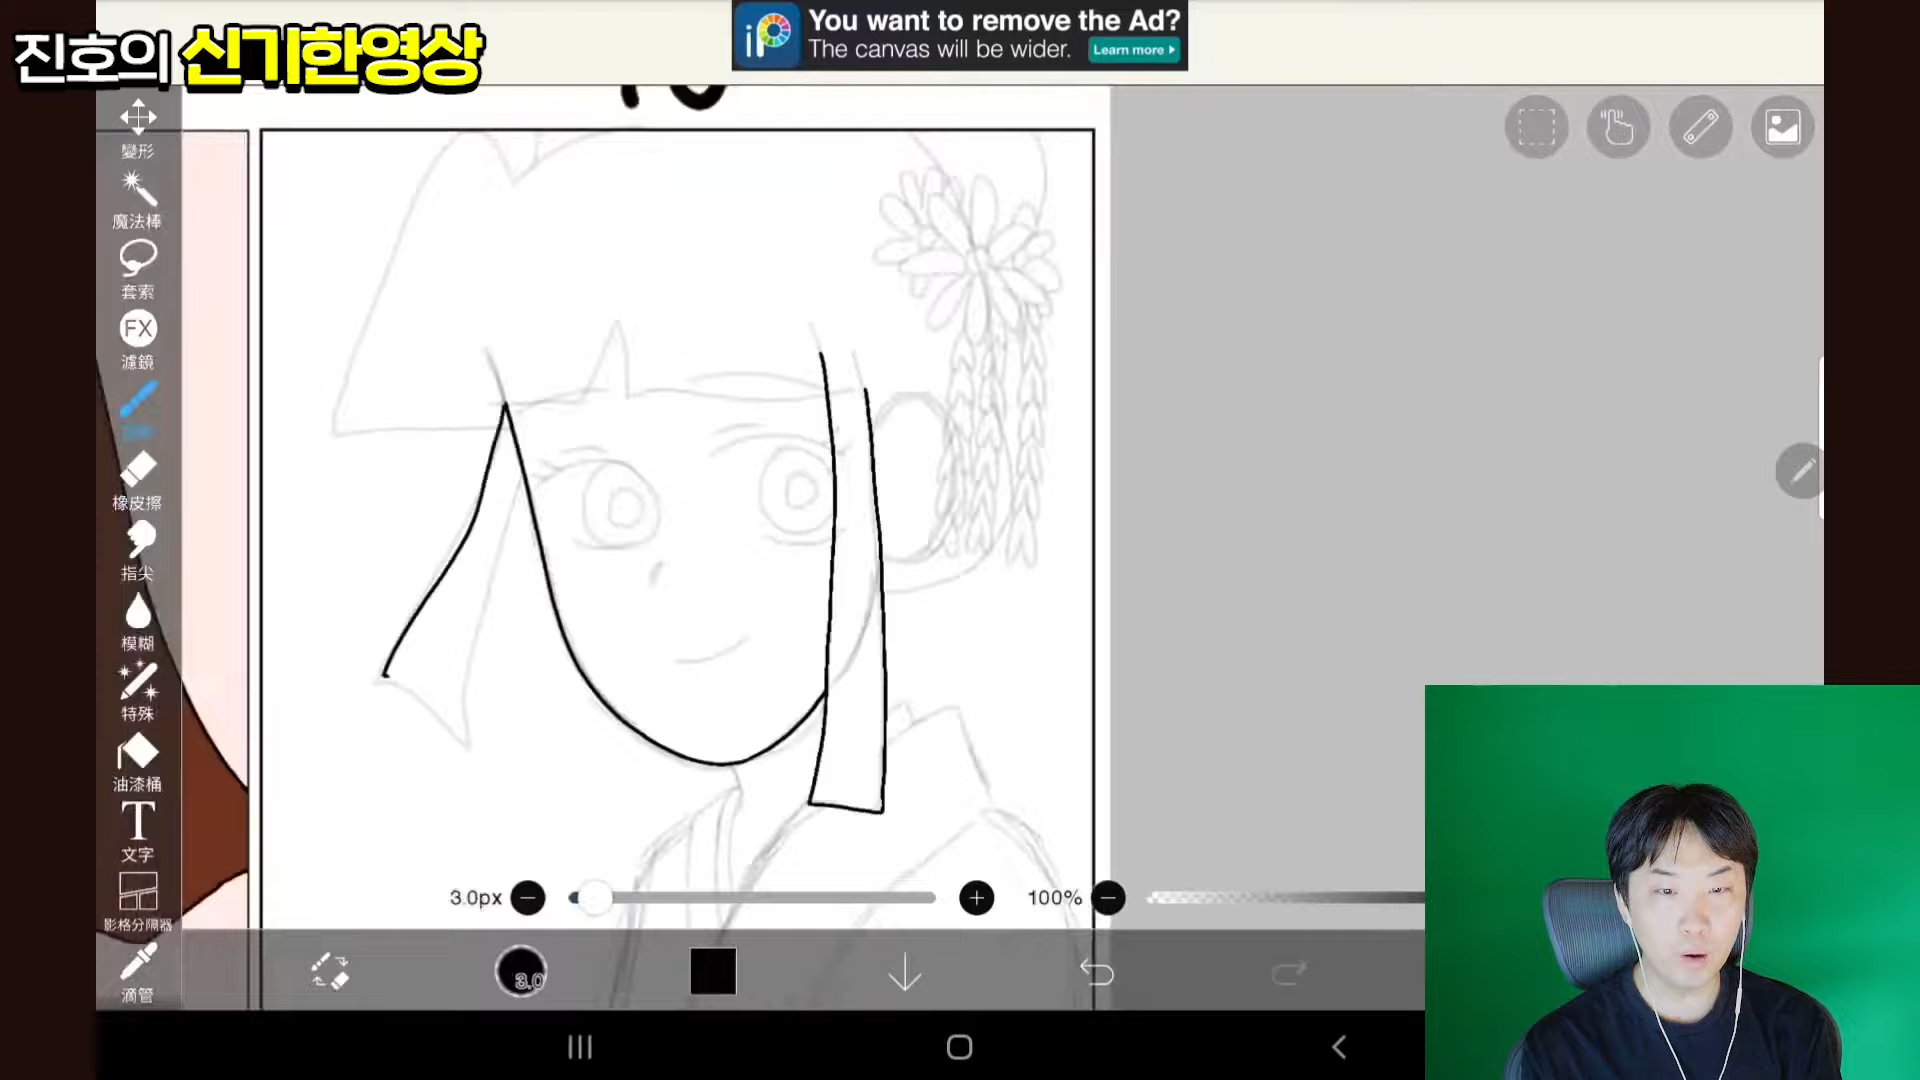 진호의 신기한영상
You want to remove the Ad?
The canvas will be wider. Learn more
iP
變形
魔法棒
套索
FX
濾鏡
橡皮擦
指尖
模糊
特殊
油漆桶
T
文字
影格分隔器
滴管
3.0px
100%
3.0